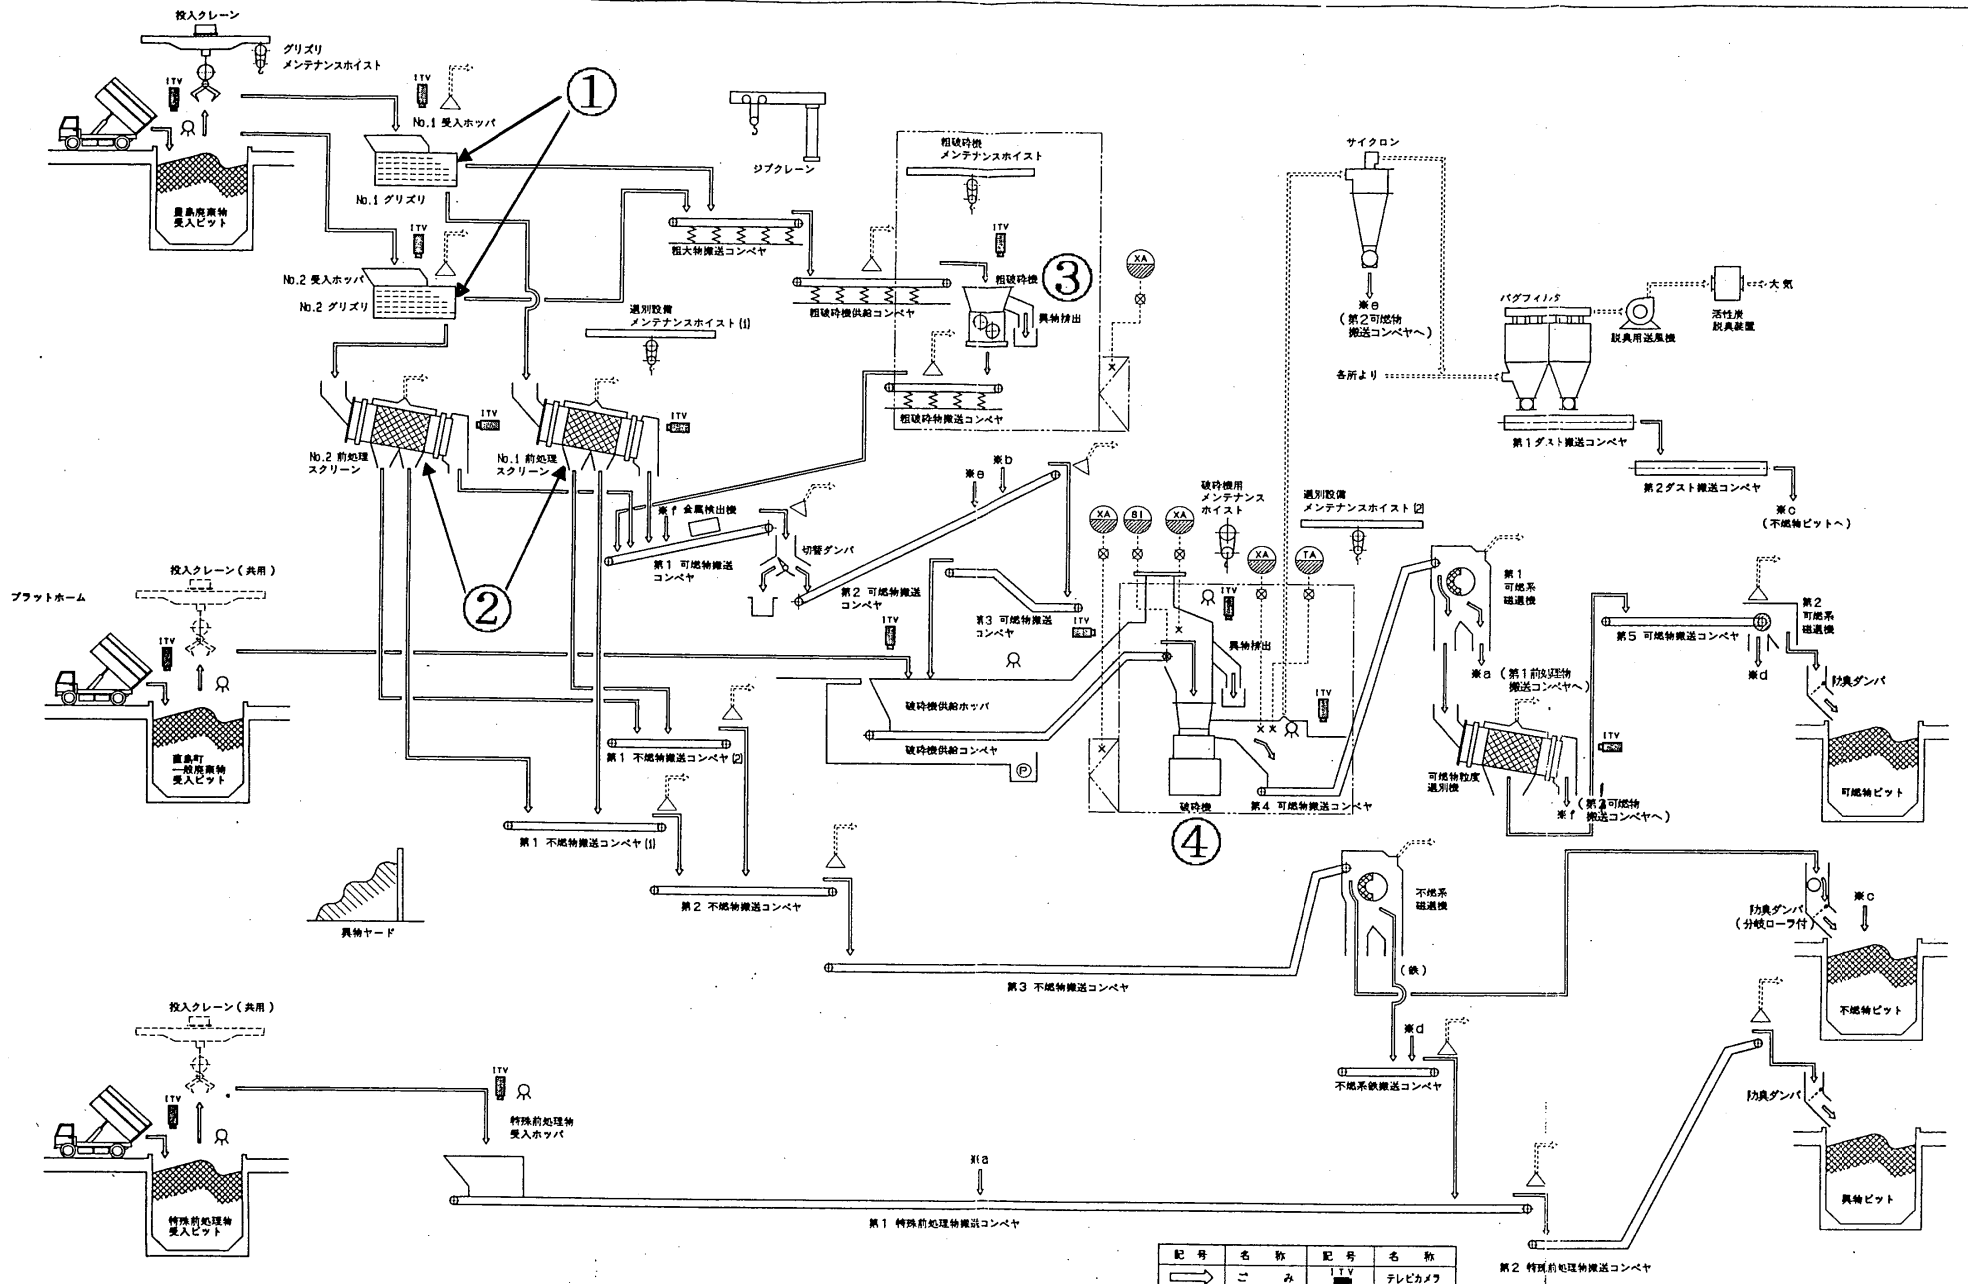 投入クレーン
グリズリ
メンテナンスホイスト
ITV
ITV
No.1 受入ホッパ
①
豊島廃棄物
受入ピット
No.1 グリズリ
ITV
No.2 受入ホッパ
No.2 グリズリ
ジブクレーン
粗大物搬送コンベヤ
選別設備
メンテナンスホイスト(1)
粗破砕機
メンテナンスホイスト
ITV
粗破砕機
③
異物排出
粗破砕機供給コンベヤ
粗破砕物搬送コンベヤ
XA
サイクロン
※e
(第2可燃物
搬送コンベヤへ)
各所より
バグフィルタ
脱臭用送風機
活性炭
脱臭装置
大気
第1ダスト搬送コンベヤ
第2ダスト搬送コンベヤ
※c
(不燃物ピットへ)
ITV
ITV
No.2 前処理
スクリーン
No.1 前処理
スクリーン
②
※f
金属検出機
切替ダンパ
第1 可燃物搬送
コンベヤ
※e
※b
第2 可燃物搬送
コンベヤ
第3 可燃物搬送
コンベヤ
ITV
ITV
破砕機用
メンテナンス
ホイスト
選別設備
メンテナンスホイスト(2)
XA
BI
XA
XA
TA
ITV
異物排出
ITV
第1
可燃系
磁選機
※a
(第1前処理物
搬送コンベヤへ)
第5 可燃物搬送コンベヤ
第2
可燃系
磁選機
※d
防臭ダンパ
可燃物ピット
プラットホーム
投入クレーン(共用)
ITV
直島町
一般廃棄物
受入ピット
破砕機供給ホッパ
破砕機供給コンベヤ
P
破砕機
④
第4 可燃物搬送コンベヤ
可燃物粒度
選別機
ITV
※f
搬送コンベヤへ)
第1 不燃物搬送コンベヤ(2)
第1 不燃物搬送コンベヤ(1)
第2 不燃物搬送コンベヤ
異物ヤード
不燃系
磁選機
(鉄)
第3 不燃物搬送コンベヤ
防臭ダンパ
(分岐ローラ付)
※c
不燃物ピット
投入クレーン(共用)
ITV
特殊前処理物
受入ピット
ITV
特殊前処理物
受入ホッパ
※a
第1 特殊前処理物搬送コンベヤ
※d
不燃系鉄搬送コンベヤ
防臭ダンパ
異物ピット
第2 特殊前処理物搬送コンベヤ
記号 名称 記号 名称
ごみ ITV テレビカメラ